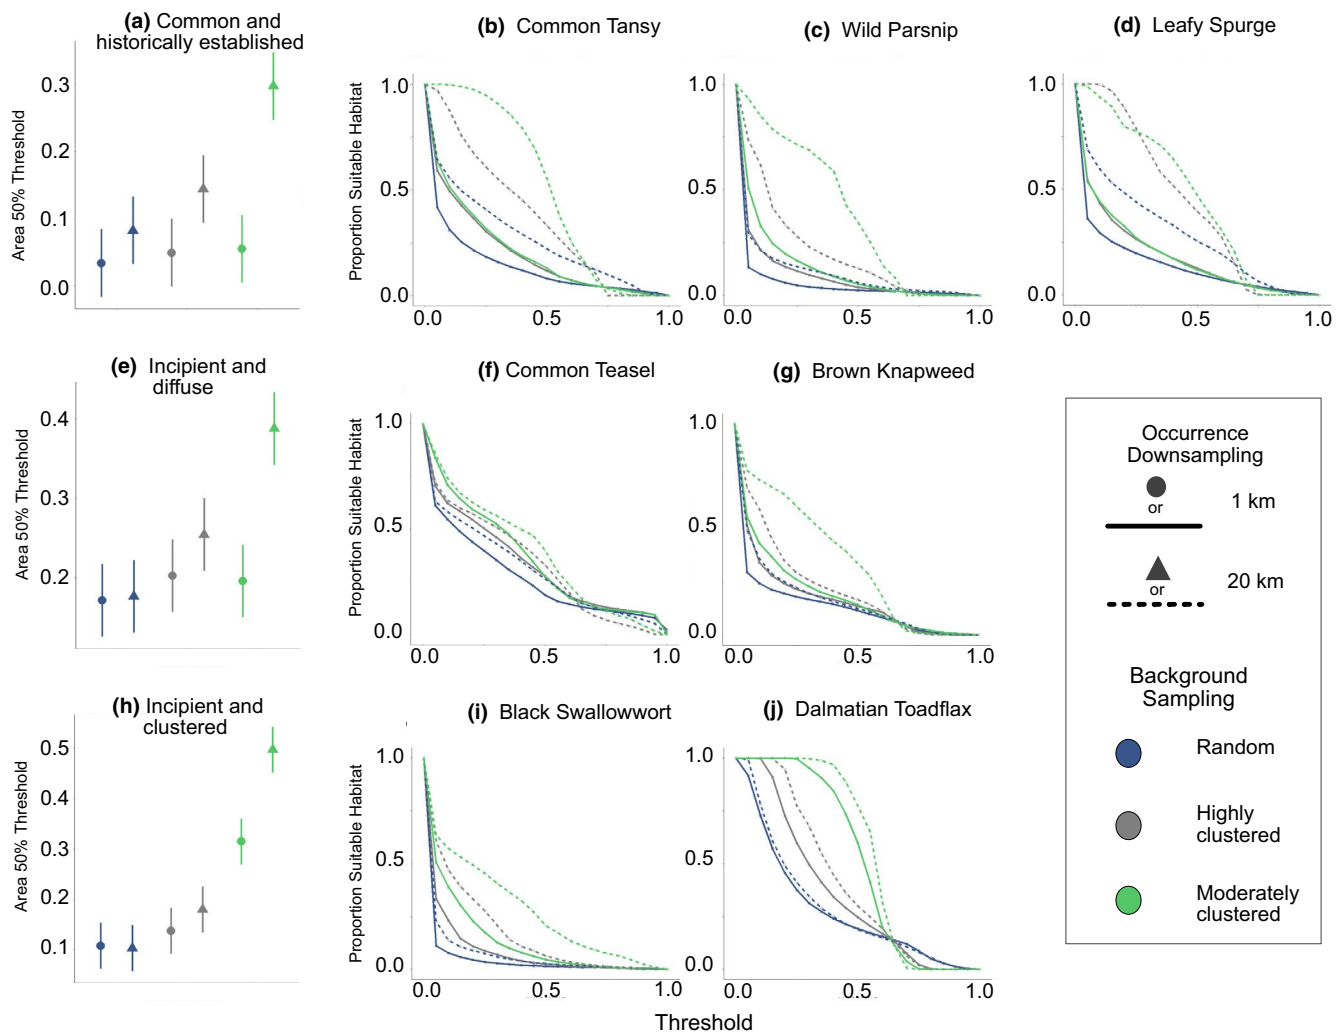 (a) Common and
historically established
Area 50% Threshold
0.3
0.2
0.1
0.0
(b) Common Tansy
Proportion Suitable Habitat
1.0
0.5
0.0
0.0 0.5 1.0
(c) Wild Parsnip
1.0
0.5
0.0
0.0 0.5 1.0
(d) Leafy Spurge
1.0
0.5
0.0
0.0 0.5 1.0
(e) Incipient and
diffuse
Area 50% Threshold
0.4
0.3
0.2
(f) Common Teasel
Proportion Suitable Habitat
1.0
0.5
0.0
0.0 0.5 1.0
(g) Brown Knapweed
1.0
0.5
0.0
0.0 0.5 1.0
(h) Incipient and
clustered
Area 50% Threshold
0.5
0.4
0.3
0.2
0.1
(i) Black Swallowwort
Proportion Suitable Habitat
1.0
0.5
0.0
0.0 0.5 1.0
(j) Dalmatian Toadflax
1.0
0.5
0.0
0.0 0.5 1.0
Threshold
Occurrence
Downsampling
or
1 km
or
20 km
Background
Sampling
Random
Highly
clustered
Moderately
clustered